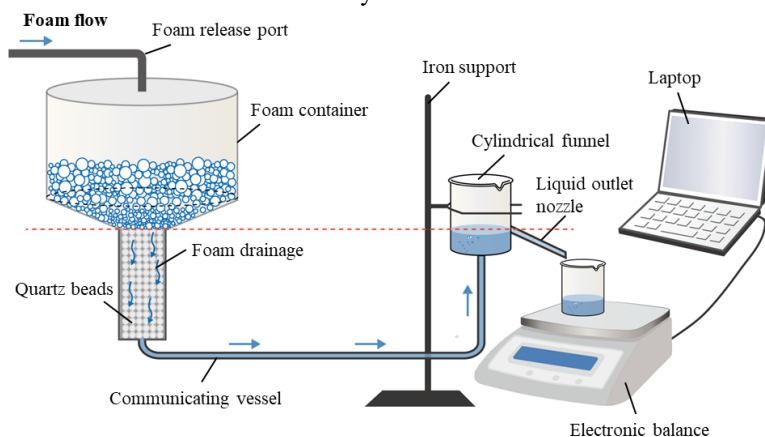 Foam flow
Foam release port
Iron support
Laptop
Foam container
Cylindrical funnel
Liquid outlet
nozzle
Foam drainage
Quartz beads
Communicating vessel
Electronic balance